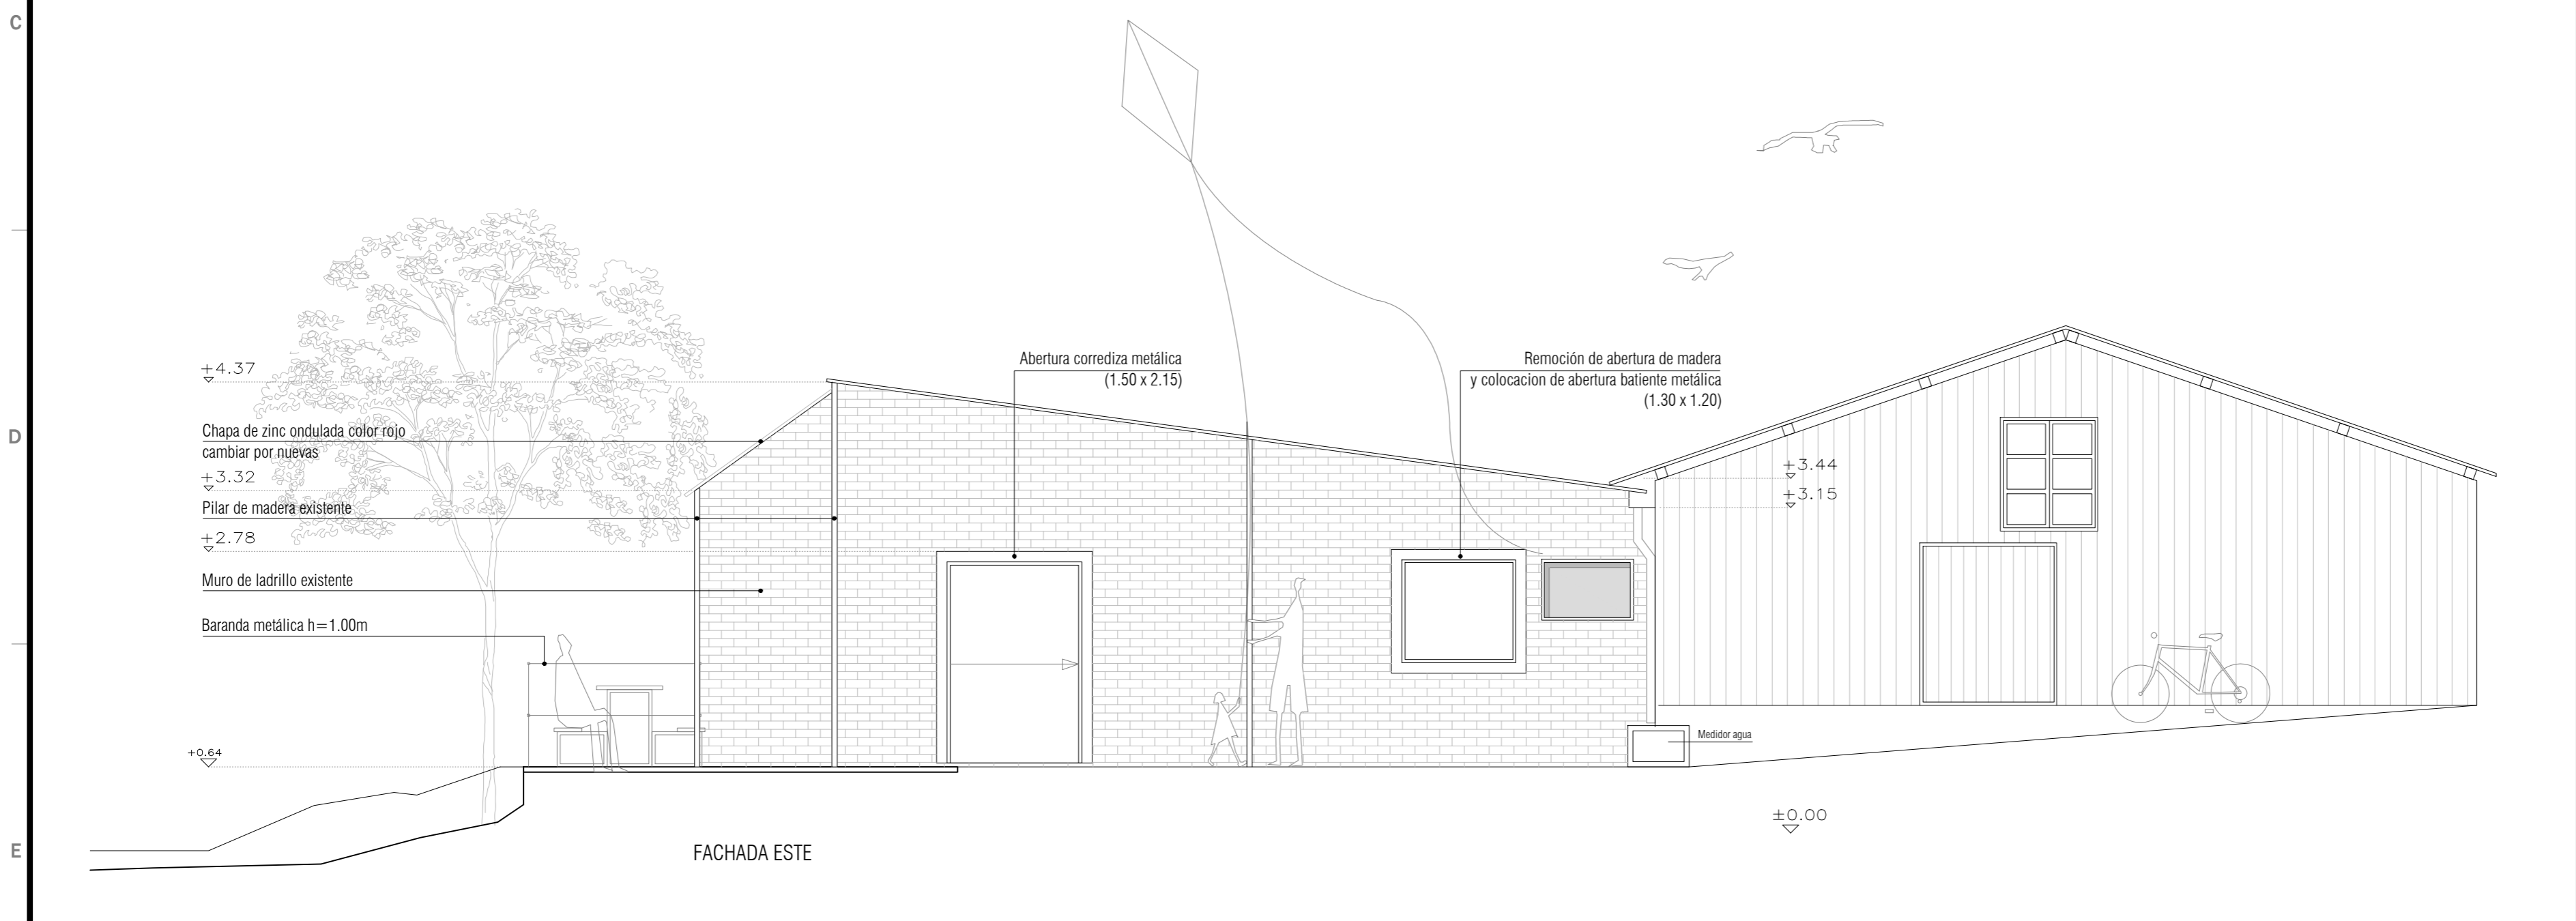 C
D
E
+4.37
Chapa de zinc ondulada color rojo
cambiar por nuevas
+3.32
Pilar de madera existente
+2.78
Muro de ladrillo existente
Baranda metálica h=1.00m
+0.64
Abertura corrediza metálica
(1.50 x 2.15)
Remoción de abertura de madera
y colocacion de abertura batiente metálica
(1.30 x 1.20)
+3.44
+3.15
Medidor agua
±0.00
FACHADA ESTE